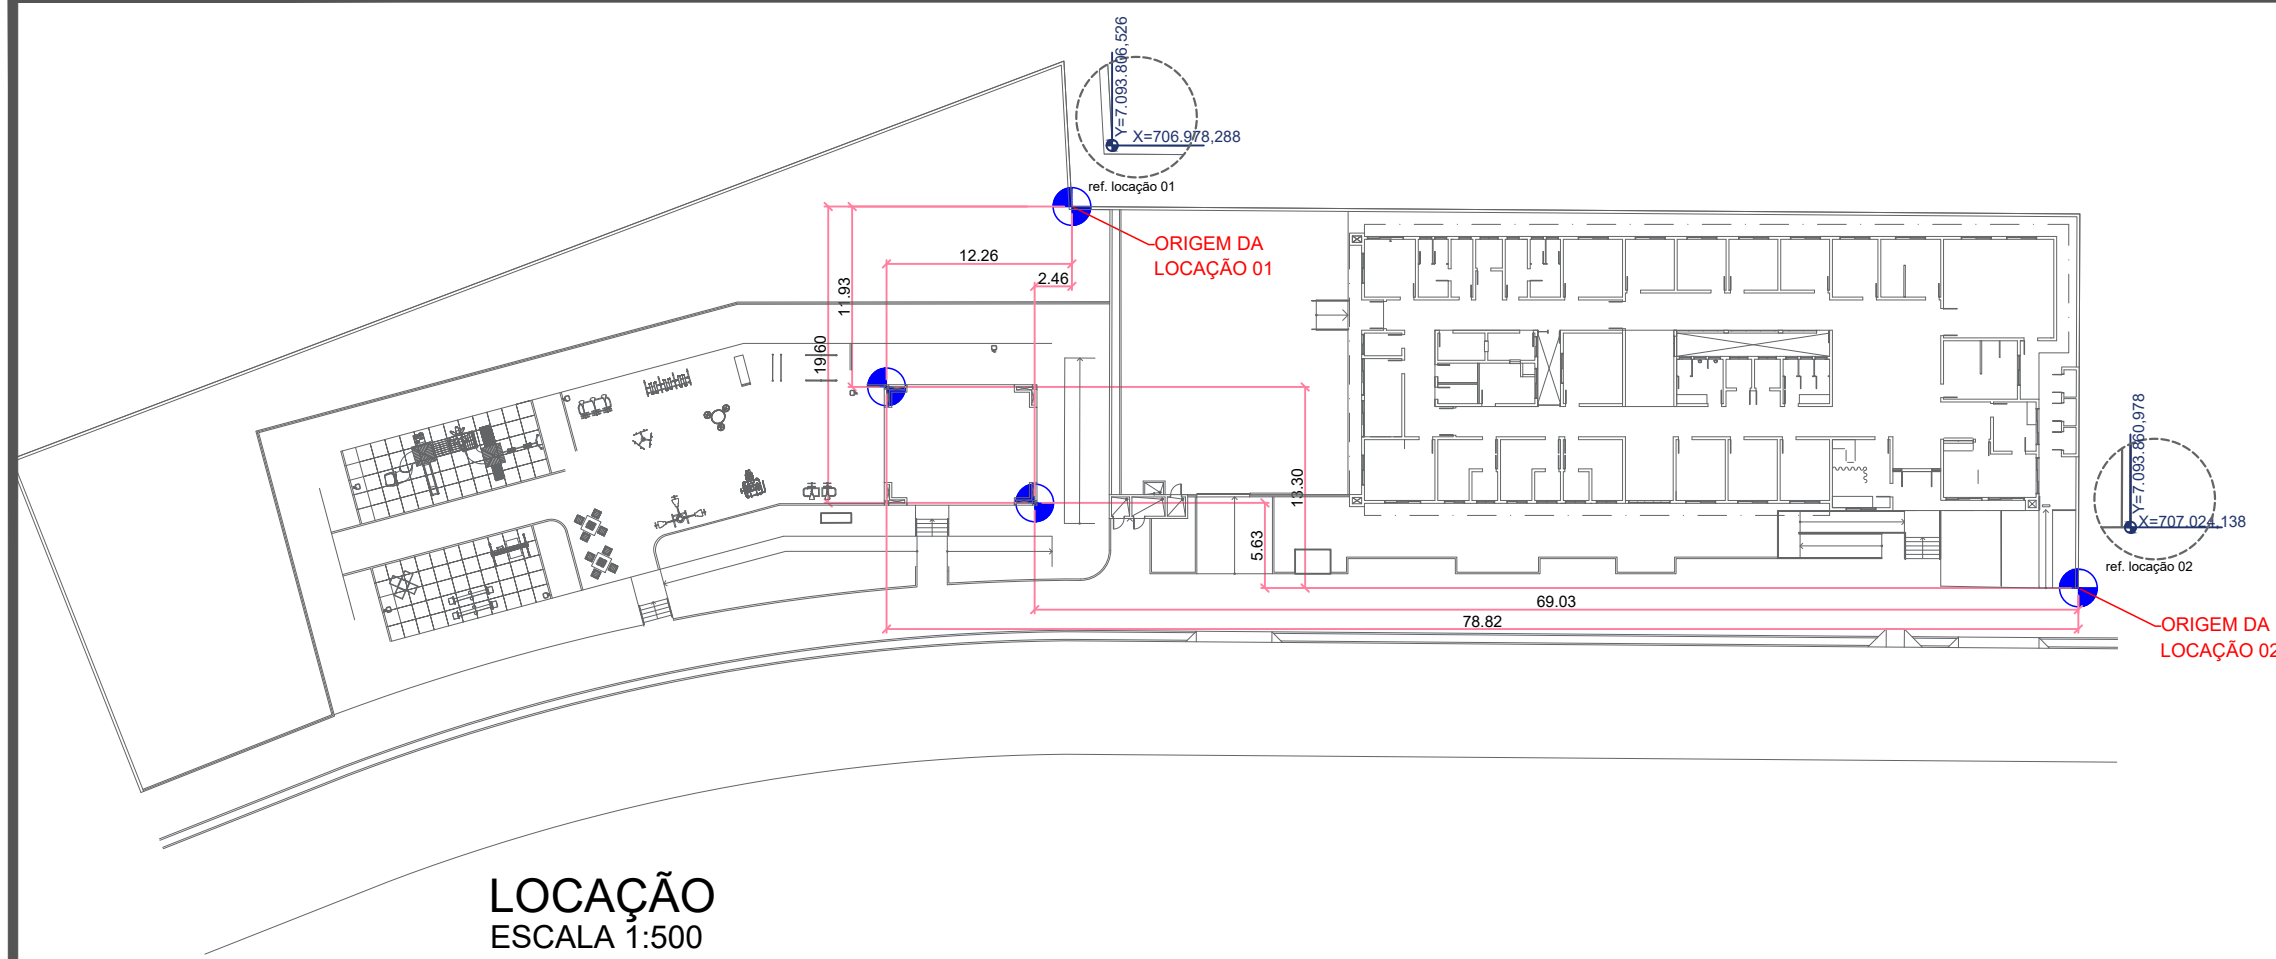 Y=7.093.806,526
X=706.978,288
ref. locação 01
ORIGEM DA
LOCAÇÃO 01
12.26
2.46
11.93
19.60
13.30
5.63
Y=7.093.860,978
X=707.024,138
ref. locação 02
69.03
78.82
ORIGEM DA
LOCAÇÃO 02
LOCAÇÃO
ESCALA 1:500